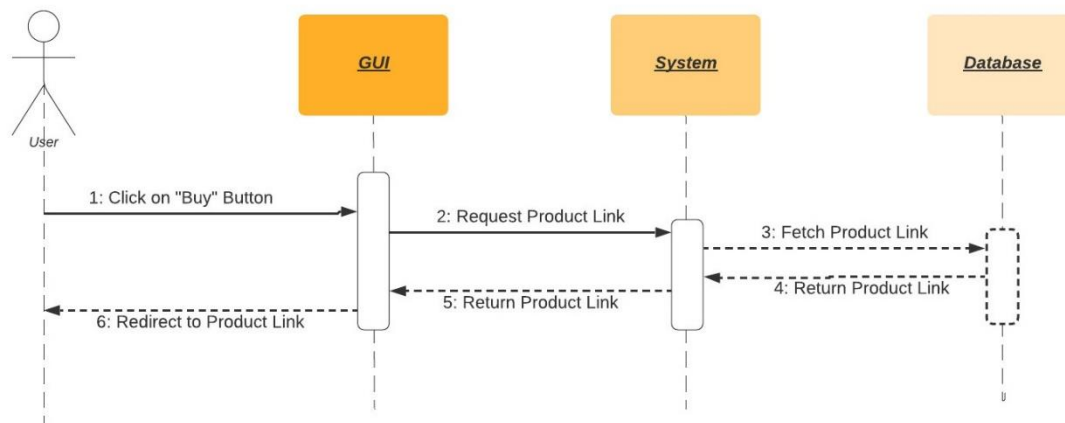 GUI
System
Database
User
1: Click on "Buy" Button
2: Request Product Link
3: Fetch Product Link
4: Return Product Link
5: Return Product Link
6: Redirect to Product Link